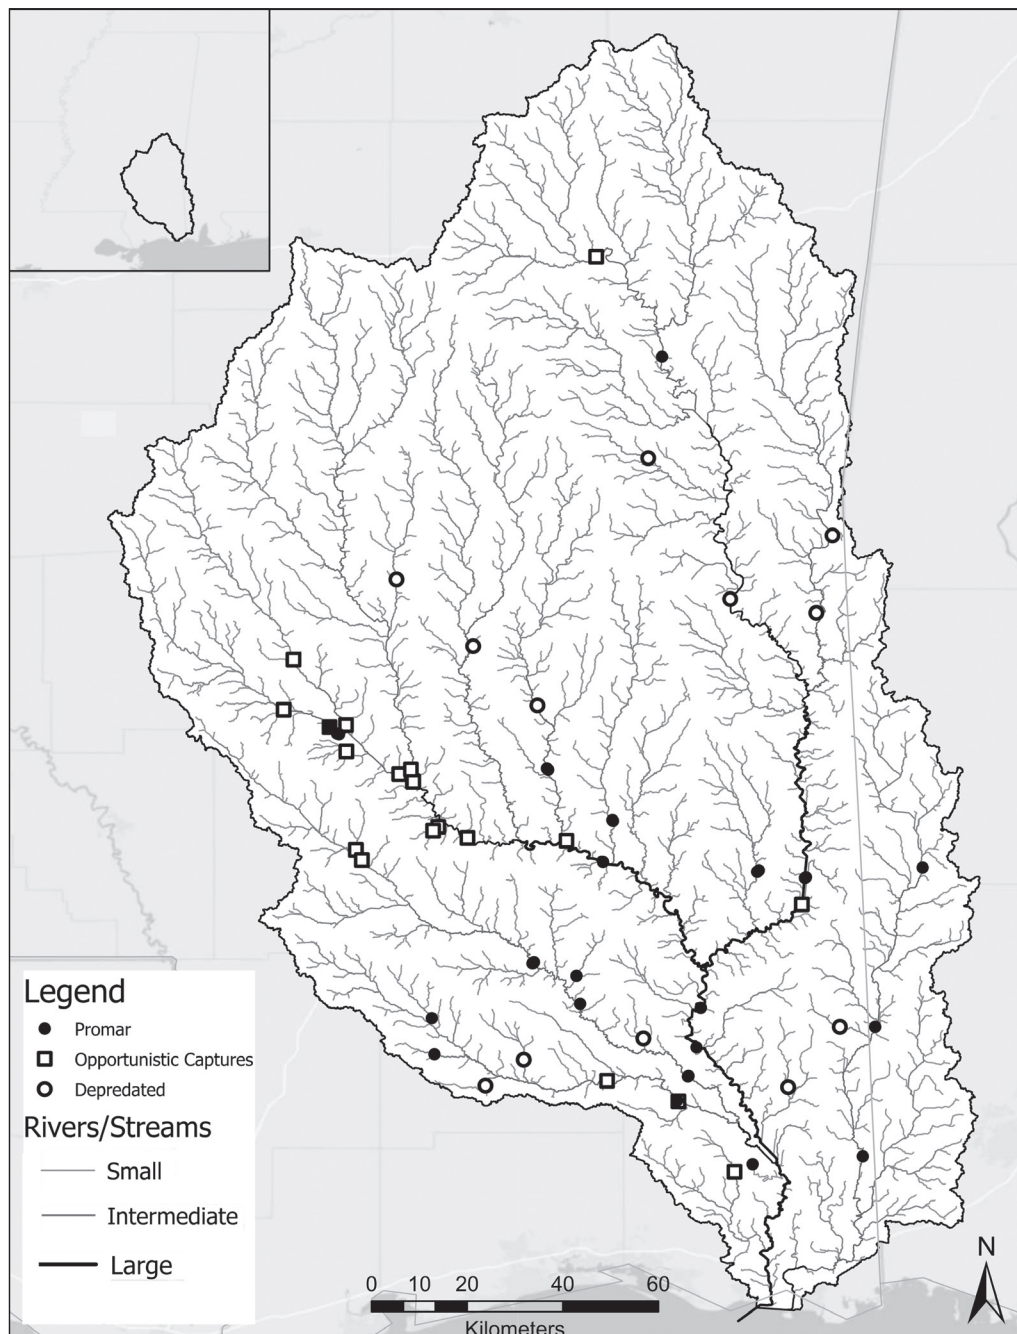 Legend
Promar
Opportunistic Captures
Depredated
Rivers/Streams
Small
Intermediate
Large
0 10 20 40 60
Kilometers
N